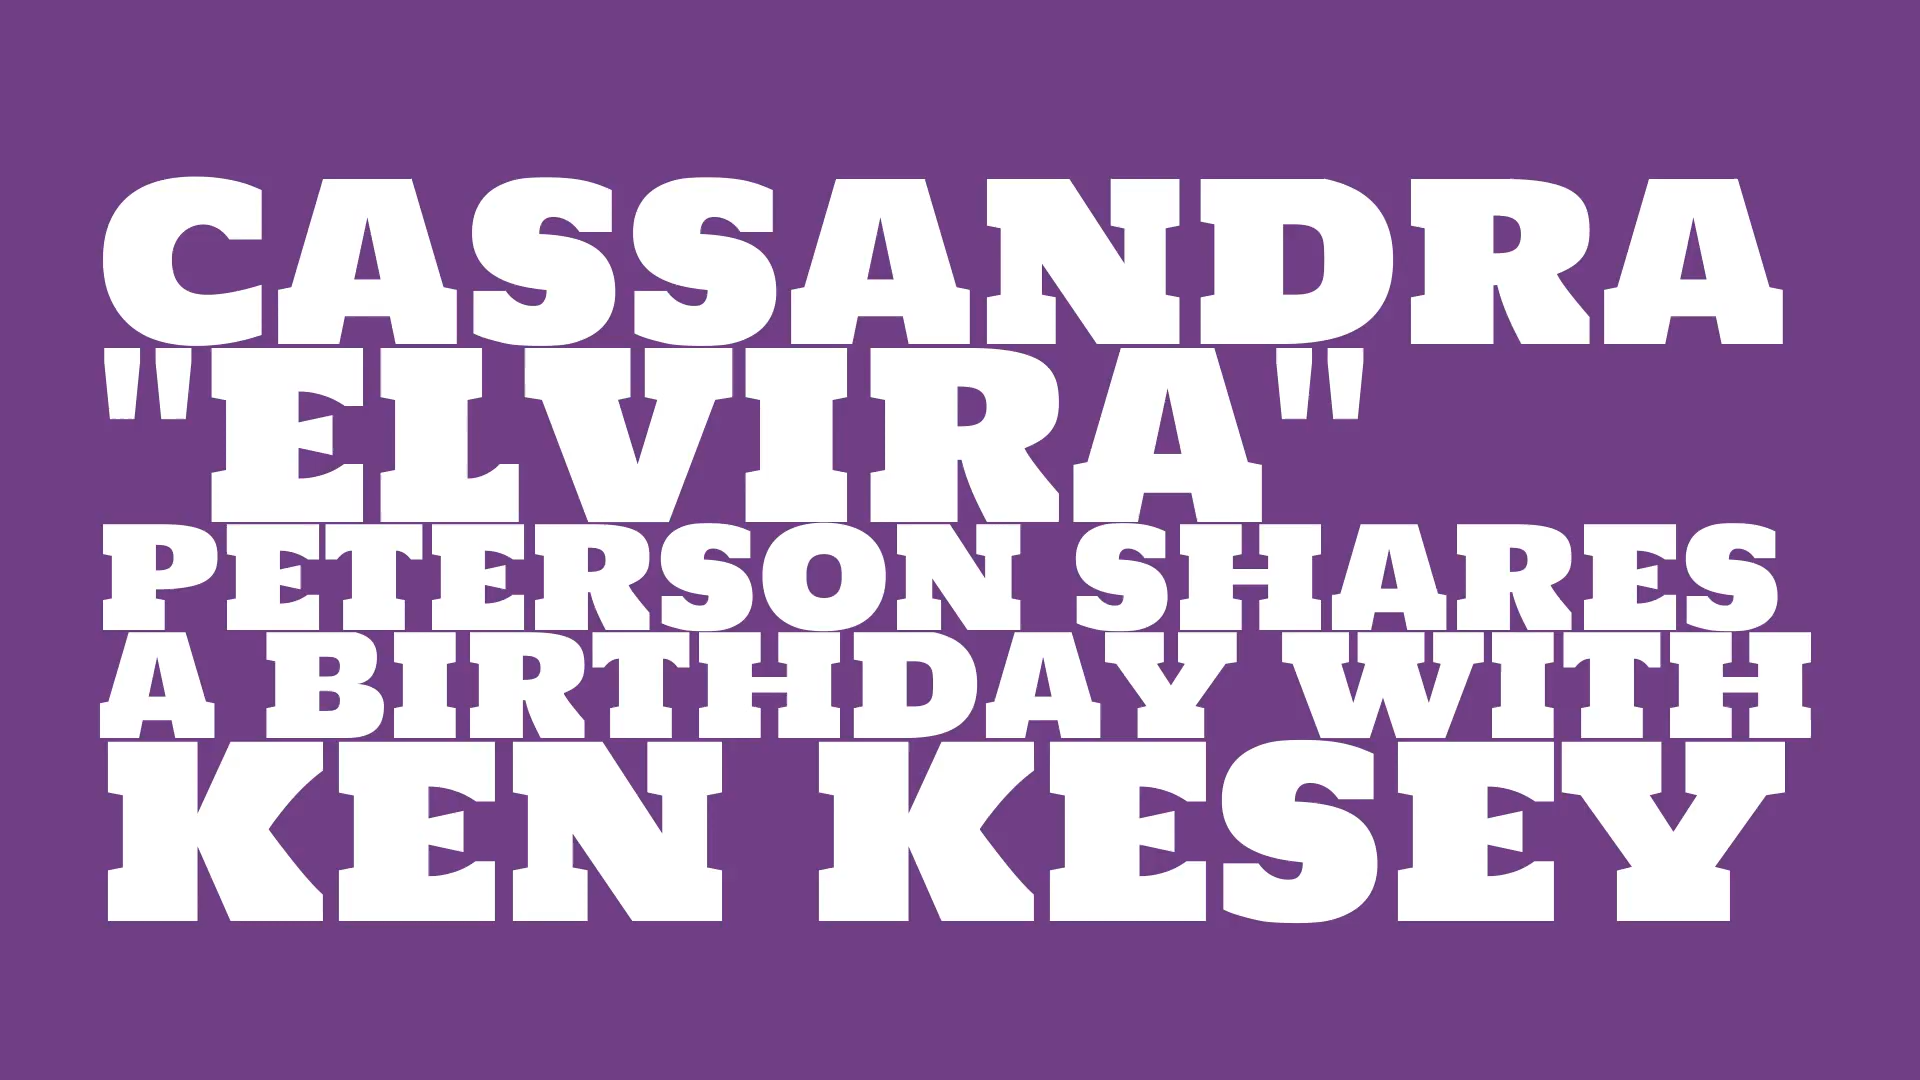 CASSANDRA
"ELVIRA"
PETERSON SHARES
A BIRTHDAY WITH
KEN KESEY